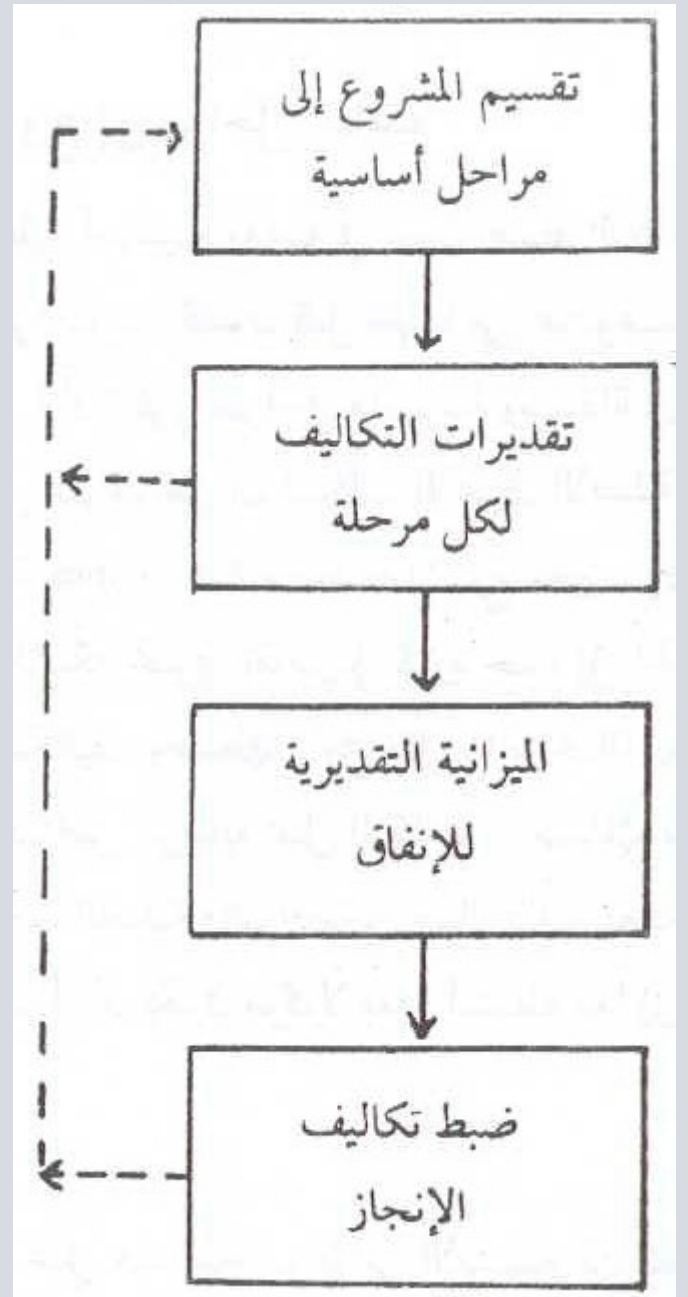 تقسيم المشروع إلى
مراحل أساسية
تقديرات التكاليف
لكل مرحلة
الميزانية التقديرية
للإنفاق
ضبط تكاليف
الإنجاز